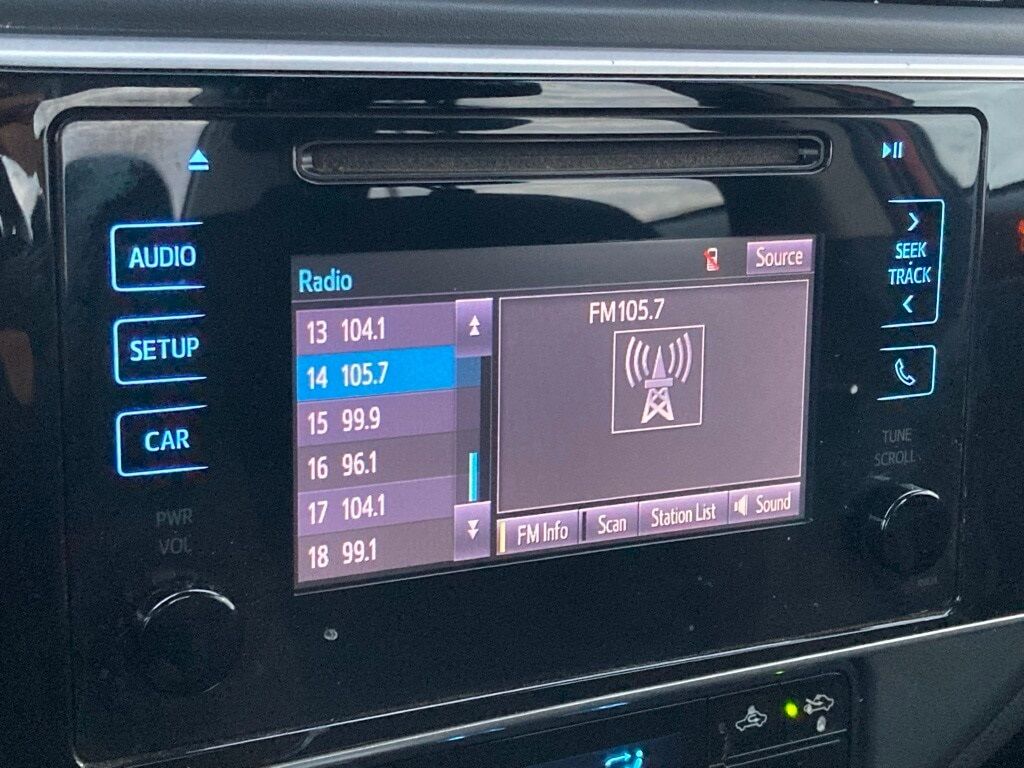 AUDIO
SETUP
CAR
PWR
VOL
Radio
Source
13 104.1
14 105.7
15 99.9
16 96.1
17 104.1
18 99.1
FM105.7
FM Info
Scan
Station List
Sound
SEEK
TRACK
TUNE
SCROLL